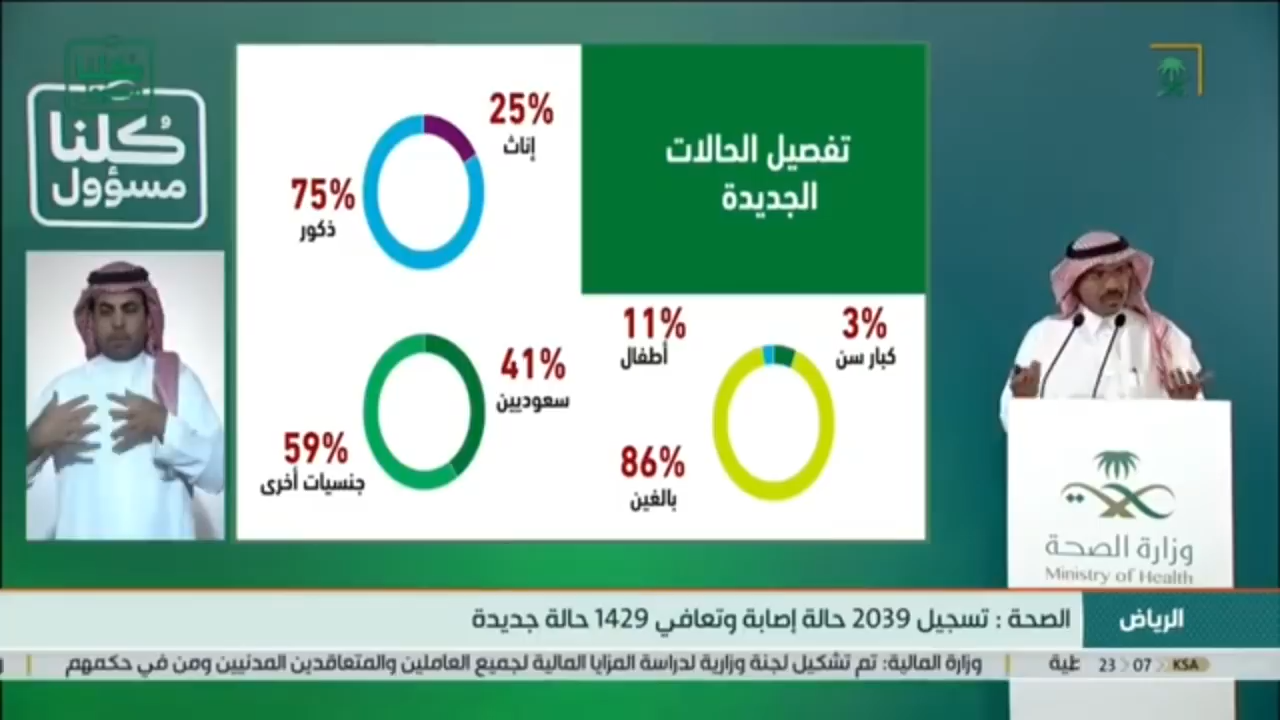 كُلنا
مسؤول
تفصيل الحالات
الجديدة
25%
إناث
75%
ذكور
41%
سعوديين
59%
جنسيات أخرى
3%
كبار سن
11%
أطفال
86%
بالغين
وزارة الصحة
Ministry of Health
الرياض
الصحة : تسجيل 2039 حالة إصابة وتعافي 1429 حالة جديدة
KSA 07 23
وزارة المالية: تم تشكيل لجنة وزارية لدراسة المزايا المالية لجميع العاملين والمتعاقدين المدنيين ومن في حكمهم